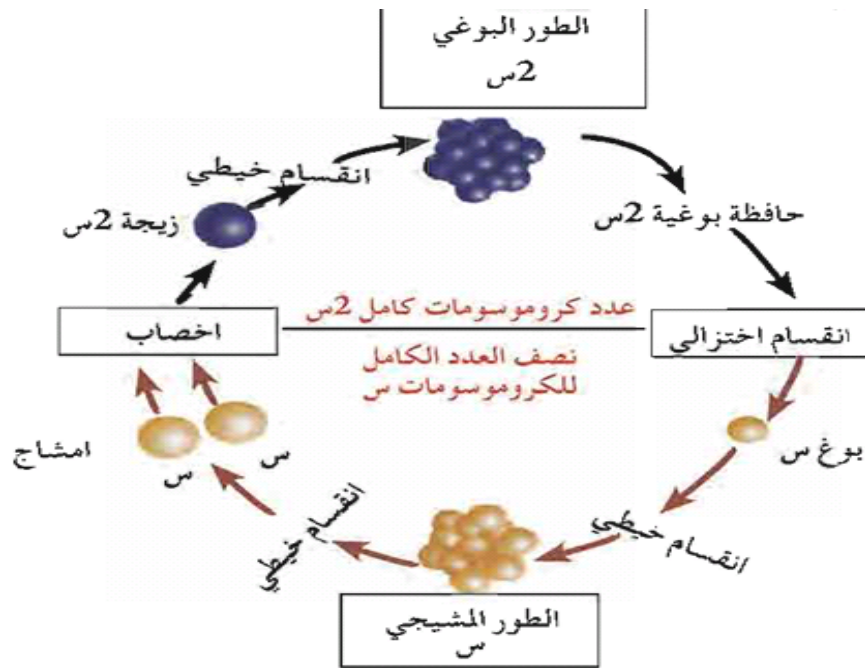 الطور البوغي
2س
انقسام خيطي
حافظة بوغية 2س
زيجة 2س
عدد كروموسومات كامل 2س
اخصاب
انقسام اختزالي
نصف العدد الكامل
للكروموسومات س
بوغ س
امشاج
س
س
انقسام خيطي
انقسام خيطي
الطور المشيجي
س